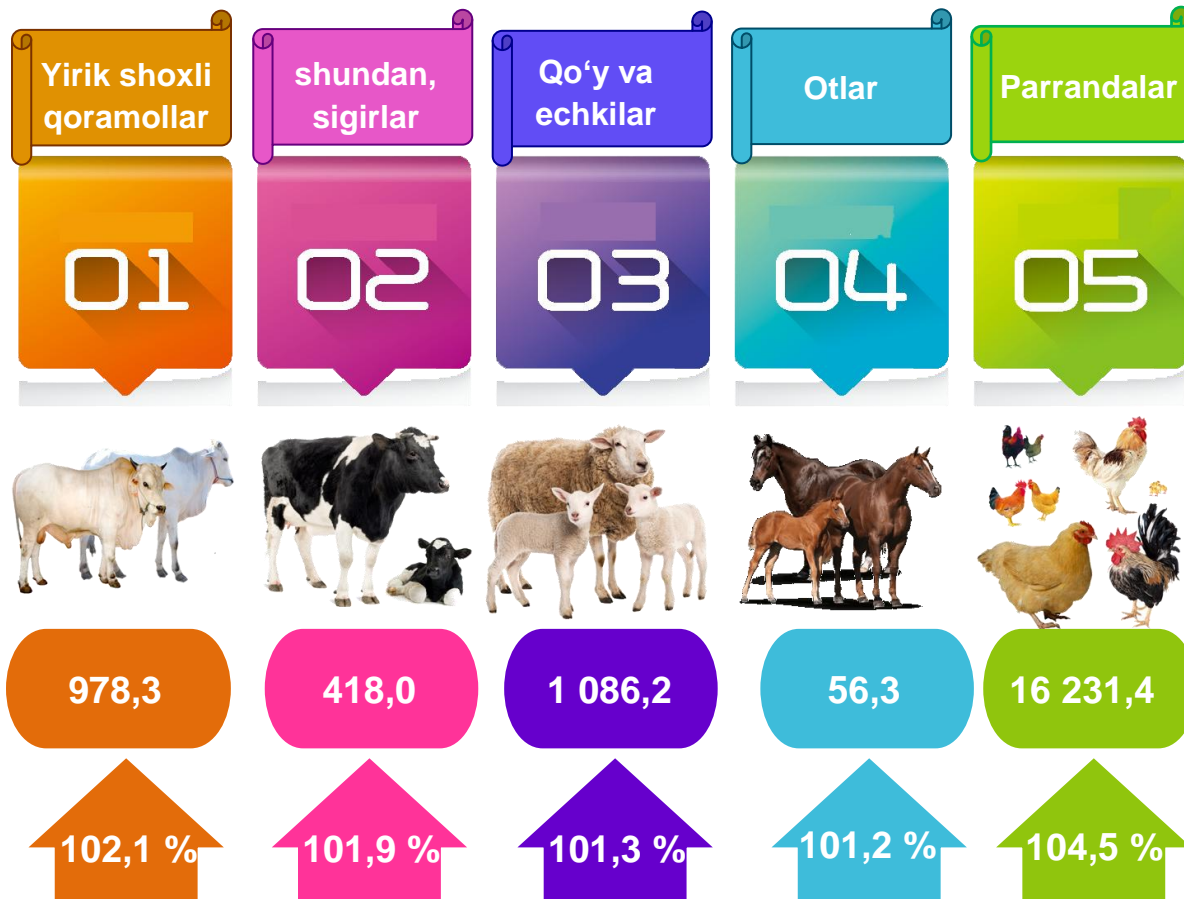 Yirik shoxli
qoramollar
shundan,
sigirlar
Qo‘y va
echkilar
Otlar
Parrandalar
01
02
03
04
05
978,3
418,0
1 086,2
56,3
16 231,4
102,1 %
101,9 %
101,3 %
101,2 %
104,5 %